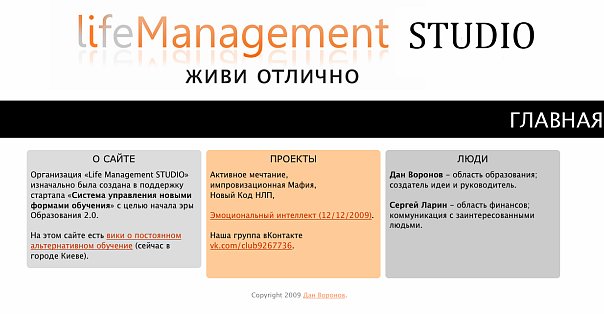 lifeManagement STUDIO
ЖИВИ ОТЛИЧНО
ГЛАВНАЯ
О САЙТЕ
Организация «Life Management STUDIO»
изначально была создана в поддержку
стартапа «Система управления новыми
формами обучения» с целью начала эры
Образования 2.0.
На этом сайте есть вики о постоянном
альтернативном обучение (сейчас в
городе Киеве).
ПРОЕКТЫ
Активное мечтание,
импровизационная Мафия,
Новый Код НЛП,
Эмоциональный интеллект (12/12/2009).
Наша группа вКонтакте
vk.com/club9267736.
ЛЮДИ
Дан Воронов – область образования;
создатель идеи и руководитель.
Сергей Ларин – область финансов;
коммуникация с заинтересованными
людьми.
Copyright 2009 Дан Воронов.